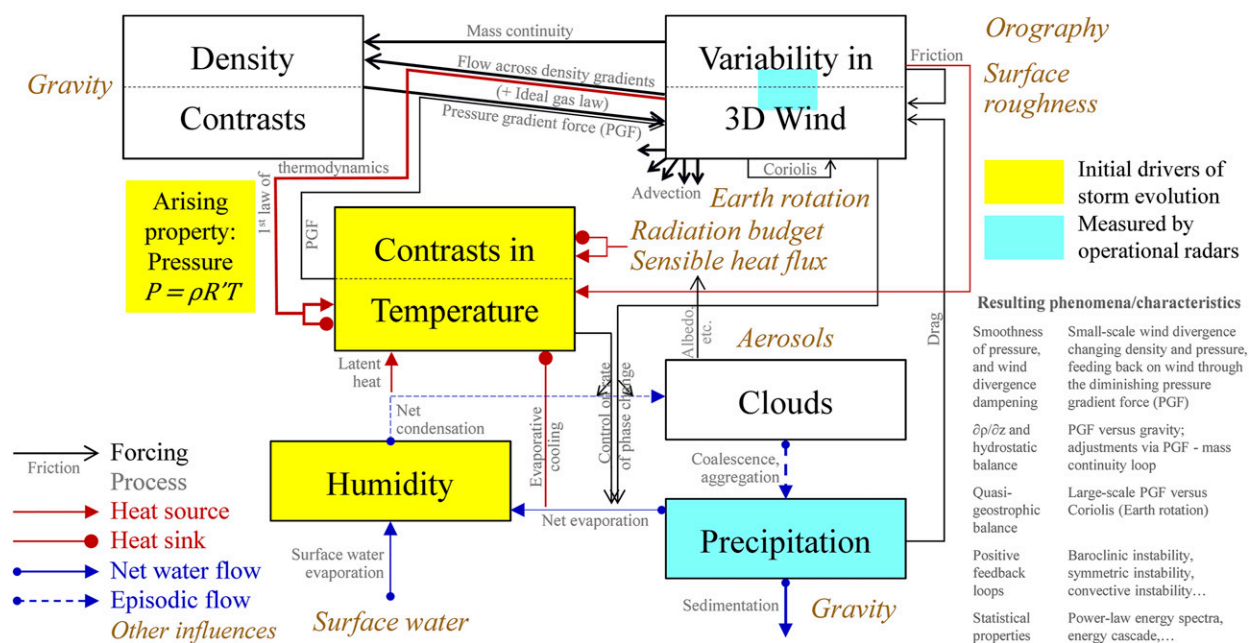 Mass continuity
Density
Contrasts
Gravity
Flow across density gradients
(+ Ideal gas law)
Pressure gradient force (PGF)
Variability in
3D Wind
Friction
Orography
Surface
roughness
Coriolis
Advection
Earth rotation
Radiation budget
Sensible heat flux
Initial drivers of
storm evolution
Measured by
operational radars
1st law of
thermodynamics
Arising
property:
Pressure
P = ρR'T
PGF
Contrasts in
Temperature
Latent
heat
Net
condensation
Evaporative
cooling
Control on rate
of phase change
Albedo,
etc.
Aerosols
Drag
Clouds
Coalescence,
aggregation
Humidity
Net evaporation
Precipitation
Surface water
evaporation
Surface water
Sedimentation
Gravity
Friction
Forcing
Process
Heat source
Heat sink
Net water flow
Episodic flow
Other influences
Resulting phenomena/characteristics
Smoothness
of pressure,
and wind
divergence
dampening
Small-scale wind divergence
changing density and pressure,
feeding back on wind through
the diminishing pressure
gradient force (PGF)
∂ρ/∂z and
hydrostatic
balance
PGF versus gravity;
adjustments via PGF - mass
continuity loop
Quasi-
geostrophic
balance
Large-scale PGF versus
Coriolis (Earth rotation)
Positive
feedback
loops
Baroclinic instability,
symmetric instability,
convective instability…
Statistical
properties
Power-law energy spectra,
energy cascade,…